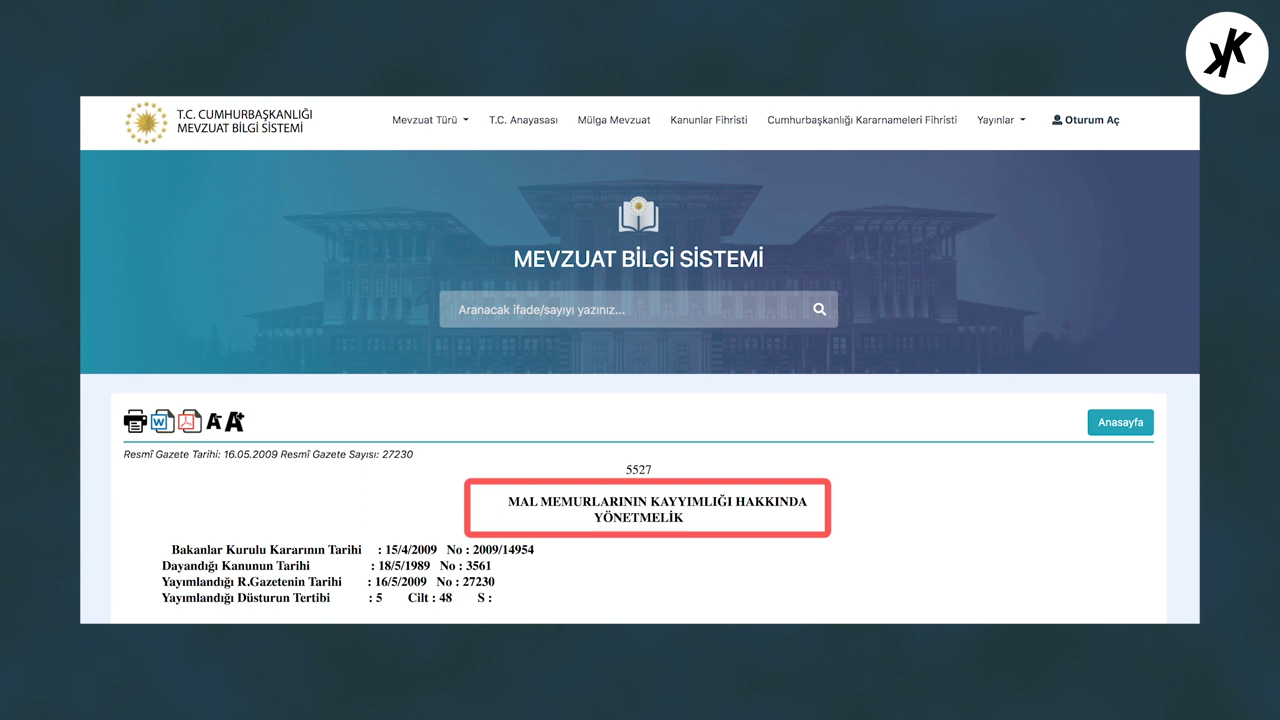 T.C. CUMHURBAŞKANLIĞI
MEVZUAT BİLGİ SİSTEMİ
Mevzuat Türü T.C. Anayasası Mülga Mevzuat Kanunlar Fihristi Cumhurbaşkanlığı Kararnameleri Fihristi Yayınlar Oturum Aç
MEVZUAT BİLGİ SİSTEMİ
Aranacak ifade/sayıyı yazınız...
Anasayfa
Resmî Gazete Tarihi: 16.05.2009 Resmî Gazete Sayısı: 27230
5527
MAL MEMURLARININ KAYYIMLIĞI HAKKINDA
YÖNETMELİK
Bakanlar Kurulu Kararının Tarihi : 15/4/2009 No : 2009/14954
Dayandığı Kanunun Tarihi : 18/5/1989 No : 3561
Yayımlandığı R.Gazetenin Tarihi : 16/5/2009 No : 27230
Yayımlandığı Düsturun Tertibi : 5 Cilt : 48 S :